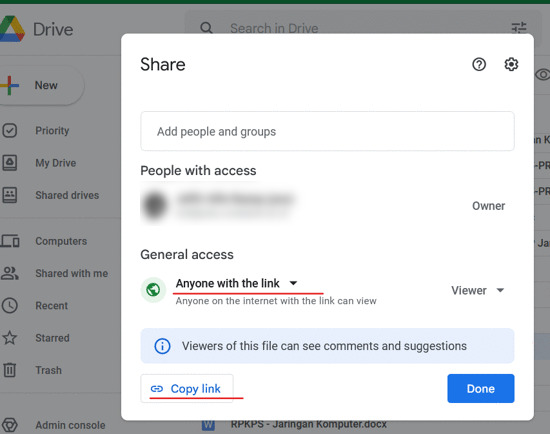 Drive
Search in Drive
New
Priority
My Drive
Shared drives
Computers
Shared with me
Recent
Starred
Trash
Admin console
Share
Add people and groups
People with access
Owner
General access
Anyone with the link
Anyone on the internet with the link can view
Viewer
Viewers of this file can see comments and suggestions
Copy link
Done
an K
-PR
-PR
Jan
RPKPS - Jaringan Komputer.docx